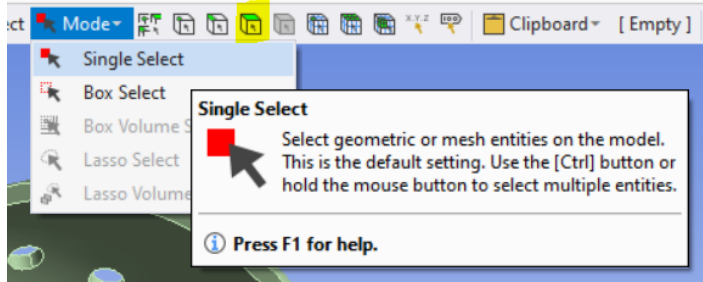 ct Mode X.Y.Z Clipboard [ Empty ]
Single Select
Box Select
Box Volume S
Lasso Select
Lasso Volume
Single Select
Select geometric or mesh entities on the model.
This is the default setting. Use the [Ctrl] button or
hold the mouse button to select multiple entities.
Press F1 for help.